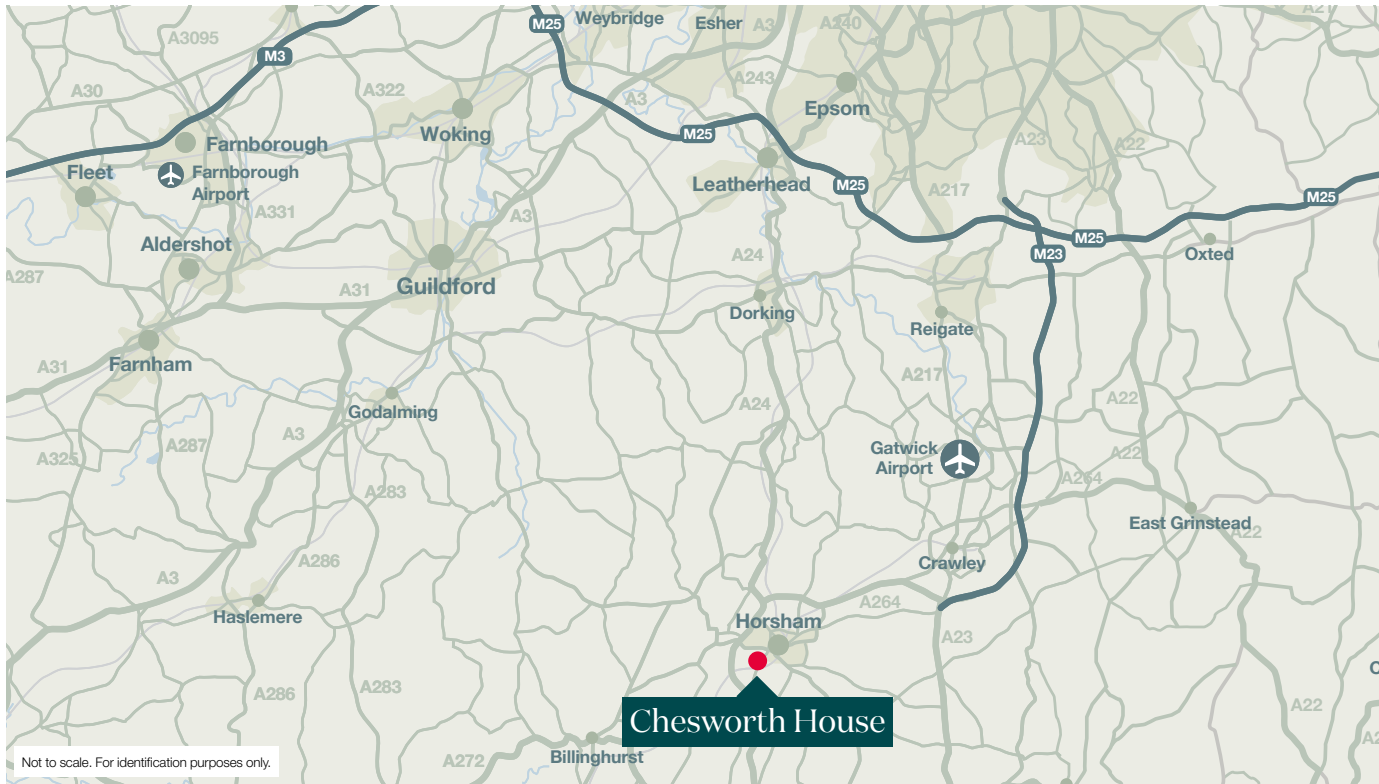 Weybridge
Esher
A3
A240
A21
A3095
M25
M3
A243
A30
A322
A3
Epsom
Woking
M25
A23
A22
Farnborough
Fleet
Farnborough
Airport
Leatherhead
M25
A217
M25
A331
A3
Aldershot
M25
M23
Oxted
A24
A287
Guildford
A31
Dorking
Reigate
A31
Farnham
A217
Godalming
A24
A22
A3
A287
Gatwick
Airport
A22
A325
A264
A283
East Grinstead
A22
A286
Crawley
A3
A264
Haslemere
Horsham
A23
A286
A283
A22
Chesworth House
A272
Billinghurst
Not to scale. For identification purposes only.